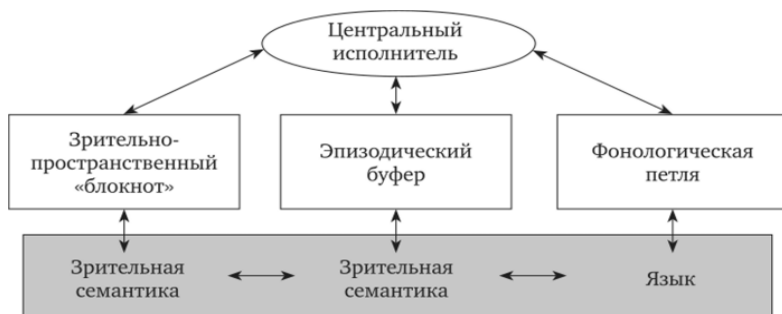 Центральный
исполнитель
Зрительно-
пространственный
«блокнот»
Эпизодический
буфер
Фонологическая
петля
Зрительная
семантика
Зрительная
семантика
Язык